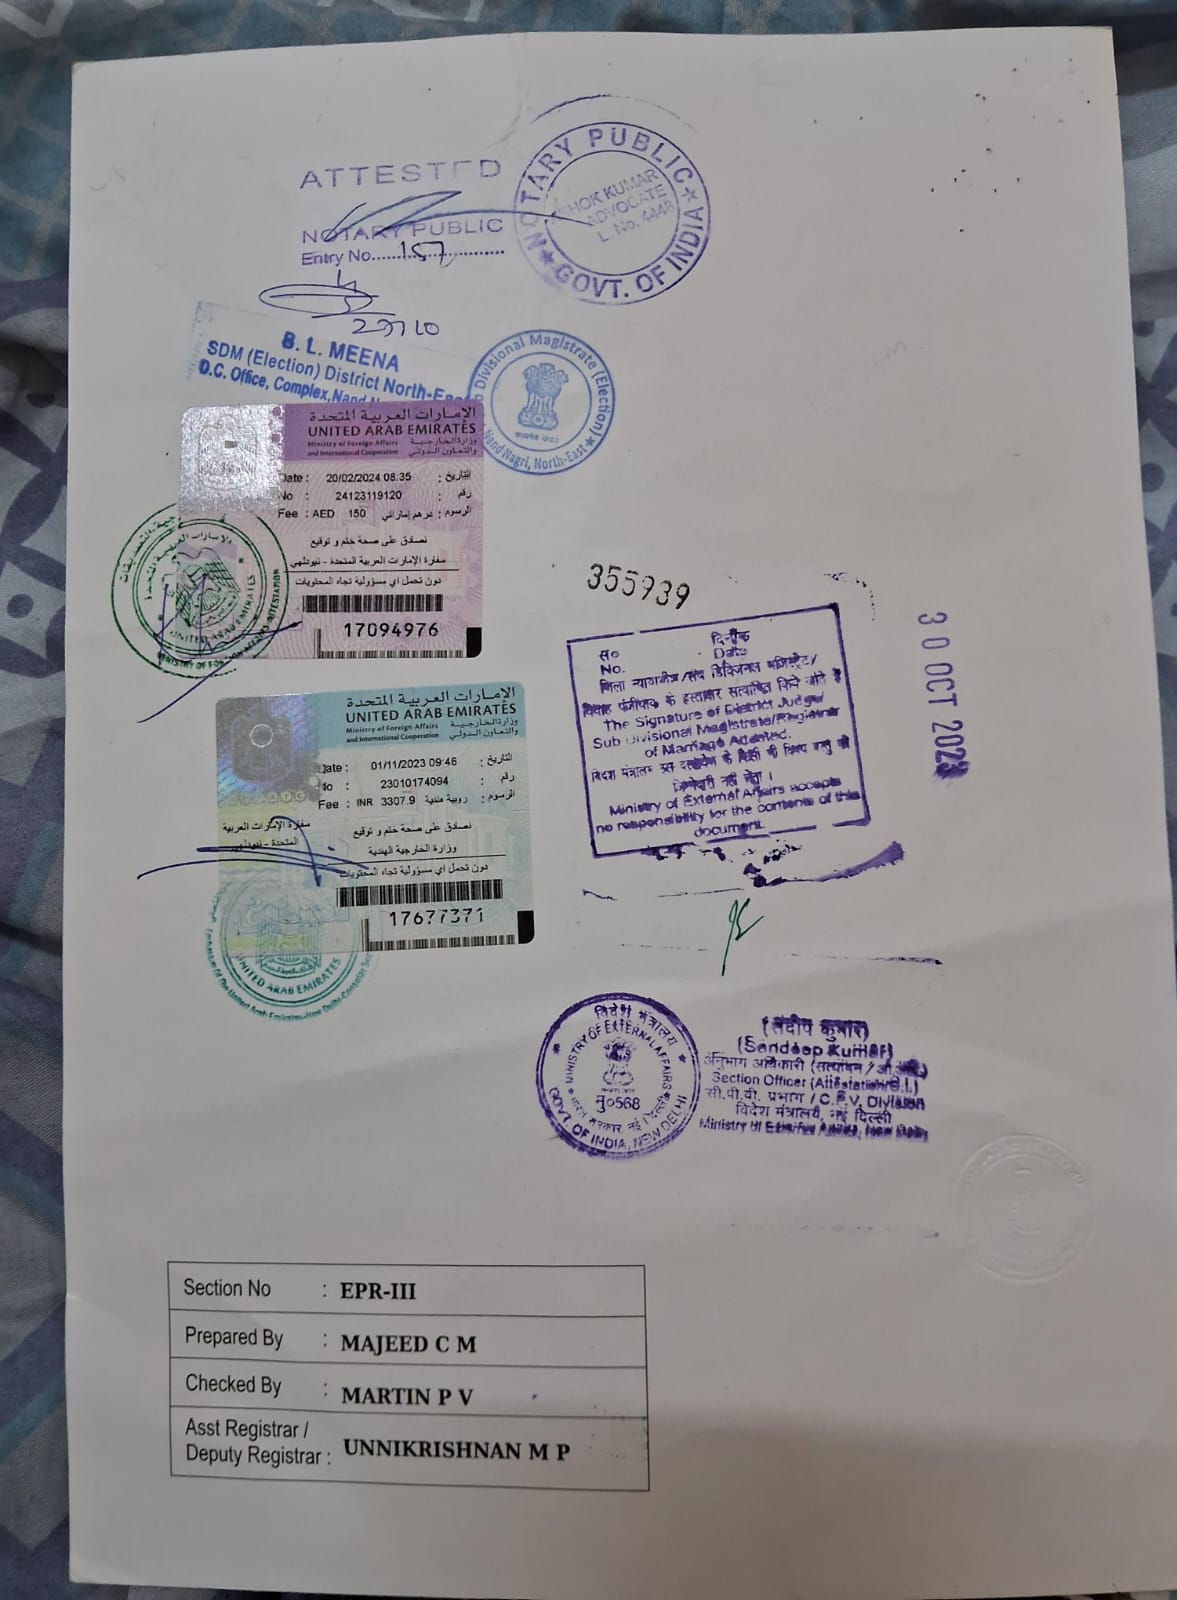 ATTESTED
NOTARY PUBLIC
Entry No. 157
NOTARY PUBLIC
GOVT. OF INDIA
ASHOK KUMAR
ADVOCATE
L. No. 4448
B. L. MEENA
SDM (Election) District North-East
D.C. Office, Complex, Nand
Divisional Magistrate (Election)
Nand Nagri, North-East
الإمارات العربية المتحدة
UNITED ARAB EMIRATES
Ministry of Foreign Affairs وزارة الخارجية
and International Cooperation والتعاون الدولي
Date : 20/02/2024 08:35 التاريخ :
No : 24123119120 رقم :
Fee : AED 150 درهم إماراتي الرسوم :
نصادق على صحة ختم و توقيع
سفارة الإمارات العربية المتحدة - نيودلهي
دون تحمل اي مسؤولية تجاه المحتويات
17094976
UNITED ARAB EMIRATES
MINISTRY OF FOREIGN AFFAIRS-ATTESTATION
الإمارات العربية المتحدة
UNITED ARAB EMIRATES
Ministry of Foreign Affairs وزارة الخارجية
and International Cooperation والتعاون الدولي
Date : 01/11/2023 09:46 التاريخ :
No : 23010174094 رقم :
Fee : INR 3307.9 روبية هندية الرسوم :
سفارة الإمارات العربية
المتحدة - نيودلهي
نصادق على صحة ختم و توقيع
وزارة الخارجية الهندية
دون تحمل اي مسؤولية تجاه المحتويات
17677371
UNITED ARAB EMIRATES
Embassy of The United Arab Emirates-New Delhi-Consular
355939
30 OCT 2023
स० दिनाँक
No. Date
जिला न्यायाधीश/सब डिविजनल मजिस्ट्रेट/
विवाह पंजीयक के हस्ताक्षर सत्यापित किये जाते है
The Signature of District Judge/
Sub Divisional Magistrate/Registrar
of Marriage Attested.
विदेश मंत्रालय इस दस्तावेज के किसी भी विषय वस्तु की
जिम्मेवारी नहीं लेता।
Ministry of External Affairs accepts
no responsibility for the contents of this
document.
विदेश मंत्रालय
MINISTRY OF EXTERNAL AFFAIRS
नु०568
भारत सरकार, नई दिल्ली
GOVT. OF INDIA, NEW DELHI
(संदीप कुमार)
(Sandeep Kumar)
अनुभाग अधिकारी (सत्यापन/ओ.आई.)
Section Officer (Attestation/O.I.)
सी.पी.वी. प्रभाग / C.P.V. Division
विदेश मंत्रालय, नई दिल्ली
Ministry of External Affairs, New Delhi
Section No : EPR-III
Prepared By : MAJEED C M
Checked By : MARTIN P V
Asst Registrar /
Deputy Registrar : UNNIKRISHNAN M P